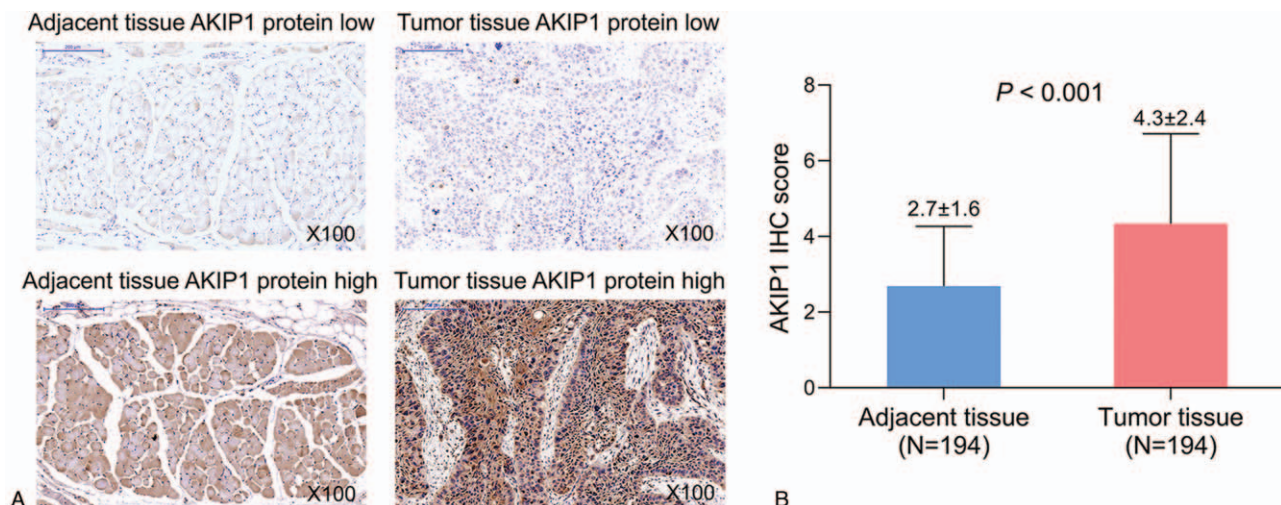 Adjacent tissue AKIP1 protein low
Tumor tissue AKIP1 protein low
X100
X100
Adjacent tissue AKIP1 protein high
Tumor tissue AKIP1 protein high
X100
X100
A
P < 0.001
4.3±2.4
2.7±1.6
AKIP1 IHC score
8
6
4
2
0
Adjacent tissue
(N=194)
Tumor tissue
(N=194)
B